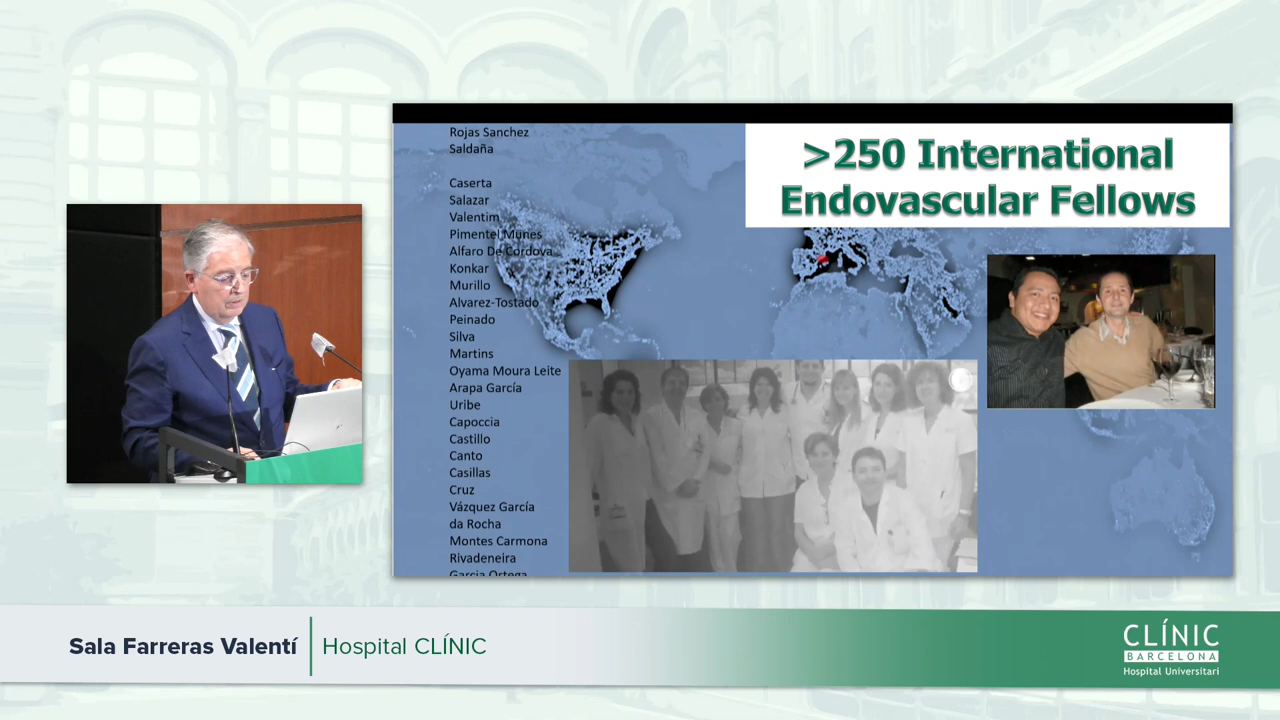 Rojas Sanchez
Saldaña
Caserta
Salazar
Valentim
Pimentel Munes
Alfaro De Cordova
Konkar
Murillo
Alvarez-Tostado
Peinado
Silva
Martins
Oyama Moura Leite
Arapa García
Uribe
Capoccia
Castillo
Canto
Casillas
Cruz
Vázquez García
da Rocha
Montes Carmona
Rivadeneira
Garcia Ortega
>250 International
Endovascular Fellows
Sala Farreras Valentí
Hospital CLÍNIC
CLÍNIC
BARCELONA
Hospital Universitari